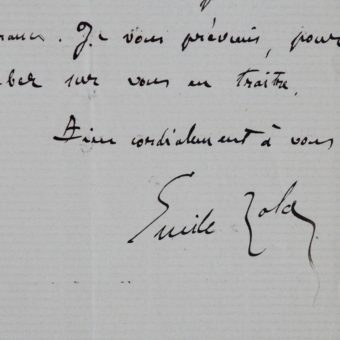 Je vous préviens, pour
sur vous en traître.
Bien cordialement à vous
Emile Zola